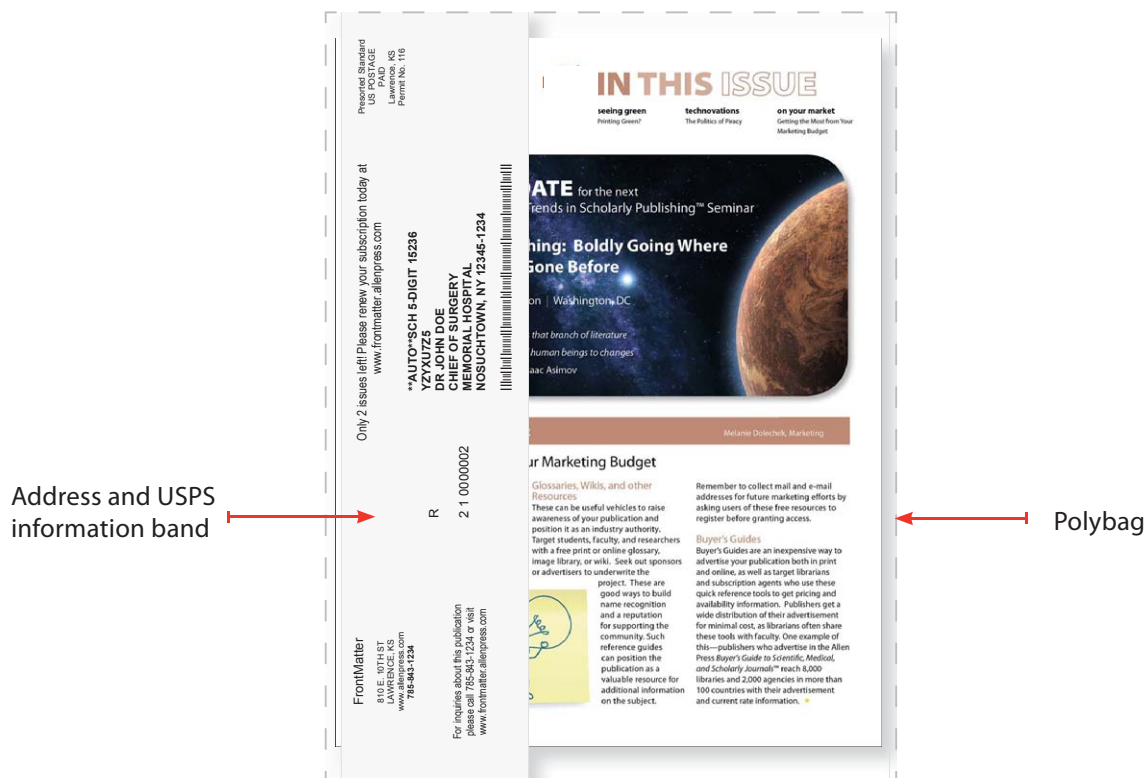 Address and USPS
information band
Polybag
Presorted Standard
US POSTAGE
PAID
Lawrence, KS
Permit No. 116
Only 2 issues left! Please renew your subscription today at
www.frontmatter.allenpress.com
**AUTO**SCH 5-DIGIT 15236
YZYXU7Z5
DR JOHN DOE
CHIEF OF SURGERY
MEMORIAL HOSPITAL
NOSUCHTOWN, NY 12345-1234
R
2 1 0000002
FrontMatter
810 E. 10TH ST
LAWRENCE, KS
www.allenpress.com
785-843-1234
For inquiries about this publication
please call 785-843-1234 or visit
www.frontmatter.allenpress.com
IN THIS ISSUE
seeing green
Printing Green?
technovations
The Politics of Piracy
on your market
Getting the Most from Your
Marketing Budget
ATE for the next
Trends in Scholarly Publishing™ Seminar
hing: Boldly Going Where
Gone Before
on | Washington, DC
that branch of literature
human beings to changes
aac Asimov
Melanie Dolechek, Marketing
ur Marketing Budget
Glossaries, Wikis, and other
Resources
These can be useful vehicles to raise
awareness of your publication and
position it as an industry authority.
Target students, faculty, and researchers
with a free print or online glossary,
image library, or wiki. Seek out sponsors
or advertisers to underwrite the
project. These are
good ways to build
name recognition
and a reputation
for supporting the
community. Such
reference guides
can position the
publication as a
valuable resource for
additional information
on the subject.
Remember to collect mail and e-mail
addresses for future marketing efforts by
asking users of these free resources to
register before granting access.
Buyer's Guides
Buyer's Guides are an inexpensive way to
advertise your publication both in print
and online, as well as target librarians
and subscription agents who use these
quick reference tools to get pricing and
availability information. Publishers get a
wide distribution of their advertisement
for minimal cost, as librarians often share
these tools with faculty. One example of
this—publishers who advertise in the Allen
Press Buyer's Guide to Scientific, Medical,
and Scholarly Journals™ reach 8,000
libraries and 2,000 agencies in more than
100 countries with their advertisement
and current rate information.